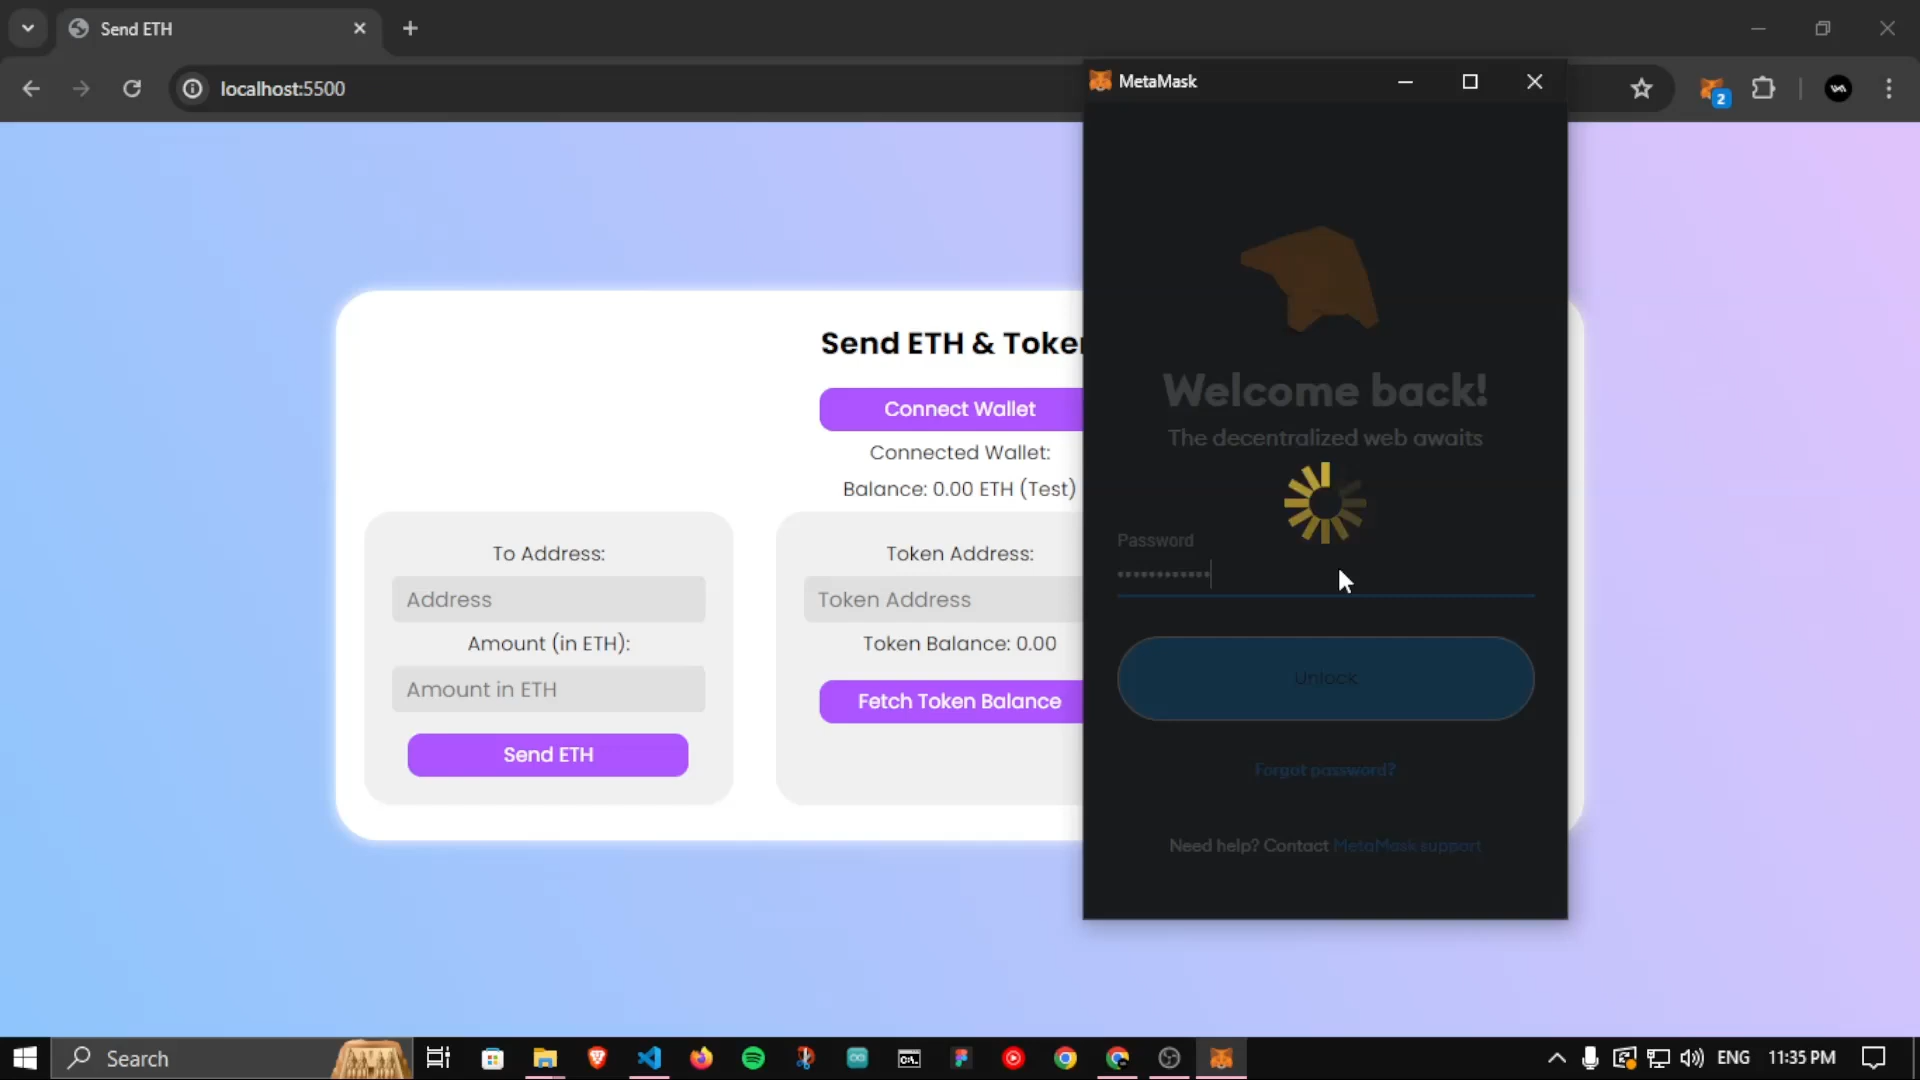 Send ETH
localhost:5500
2
MetaMask
Send ETH & Token
Connect Wallet
Connected Wallet:
Balance: 0.00 ETH (Test)
To Address:
Address
Amount (in ETH):
Amount in ETH
Send ETH
Token Address:
Token Address
Token Balance: 0.00
Fetch Token Balance
Welcome back!
The decentralized web awaits
Password
Unlock
Forgot password?
Need help? Contact MetaMask support
Search
ENG
11:35 PM